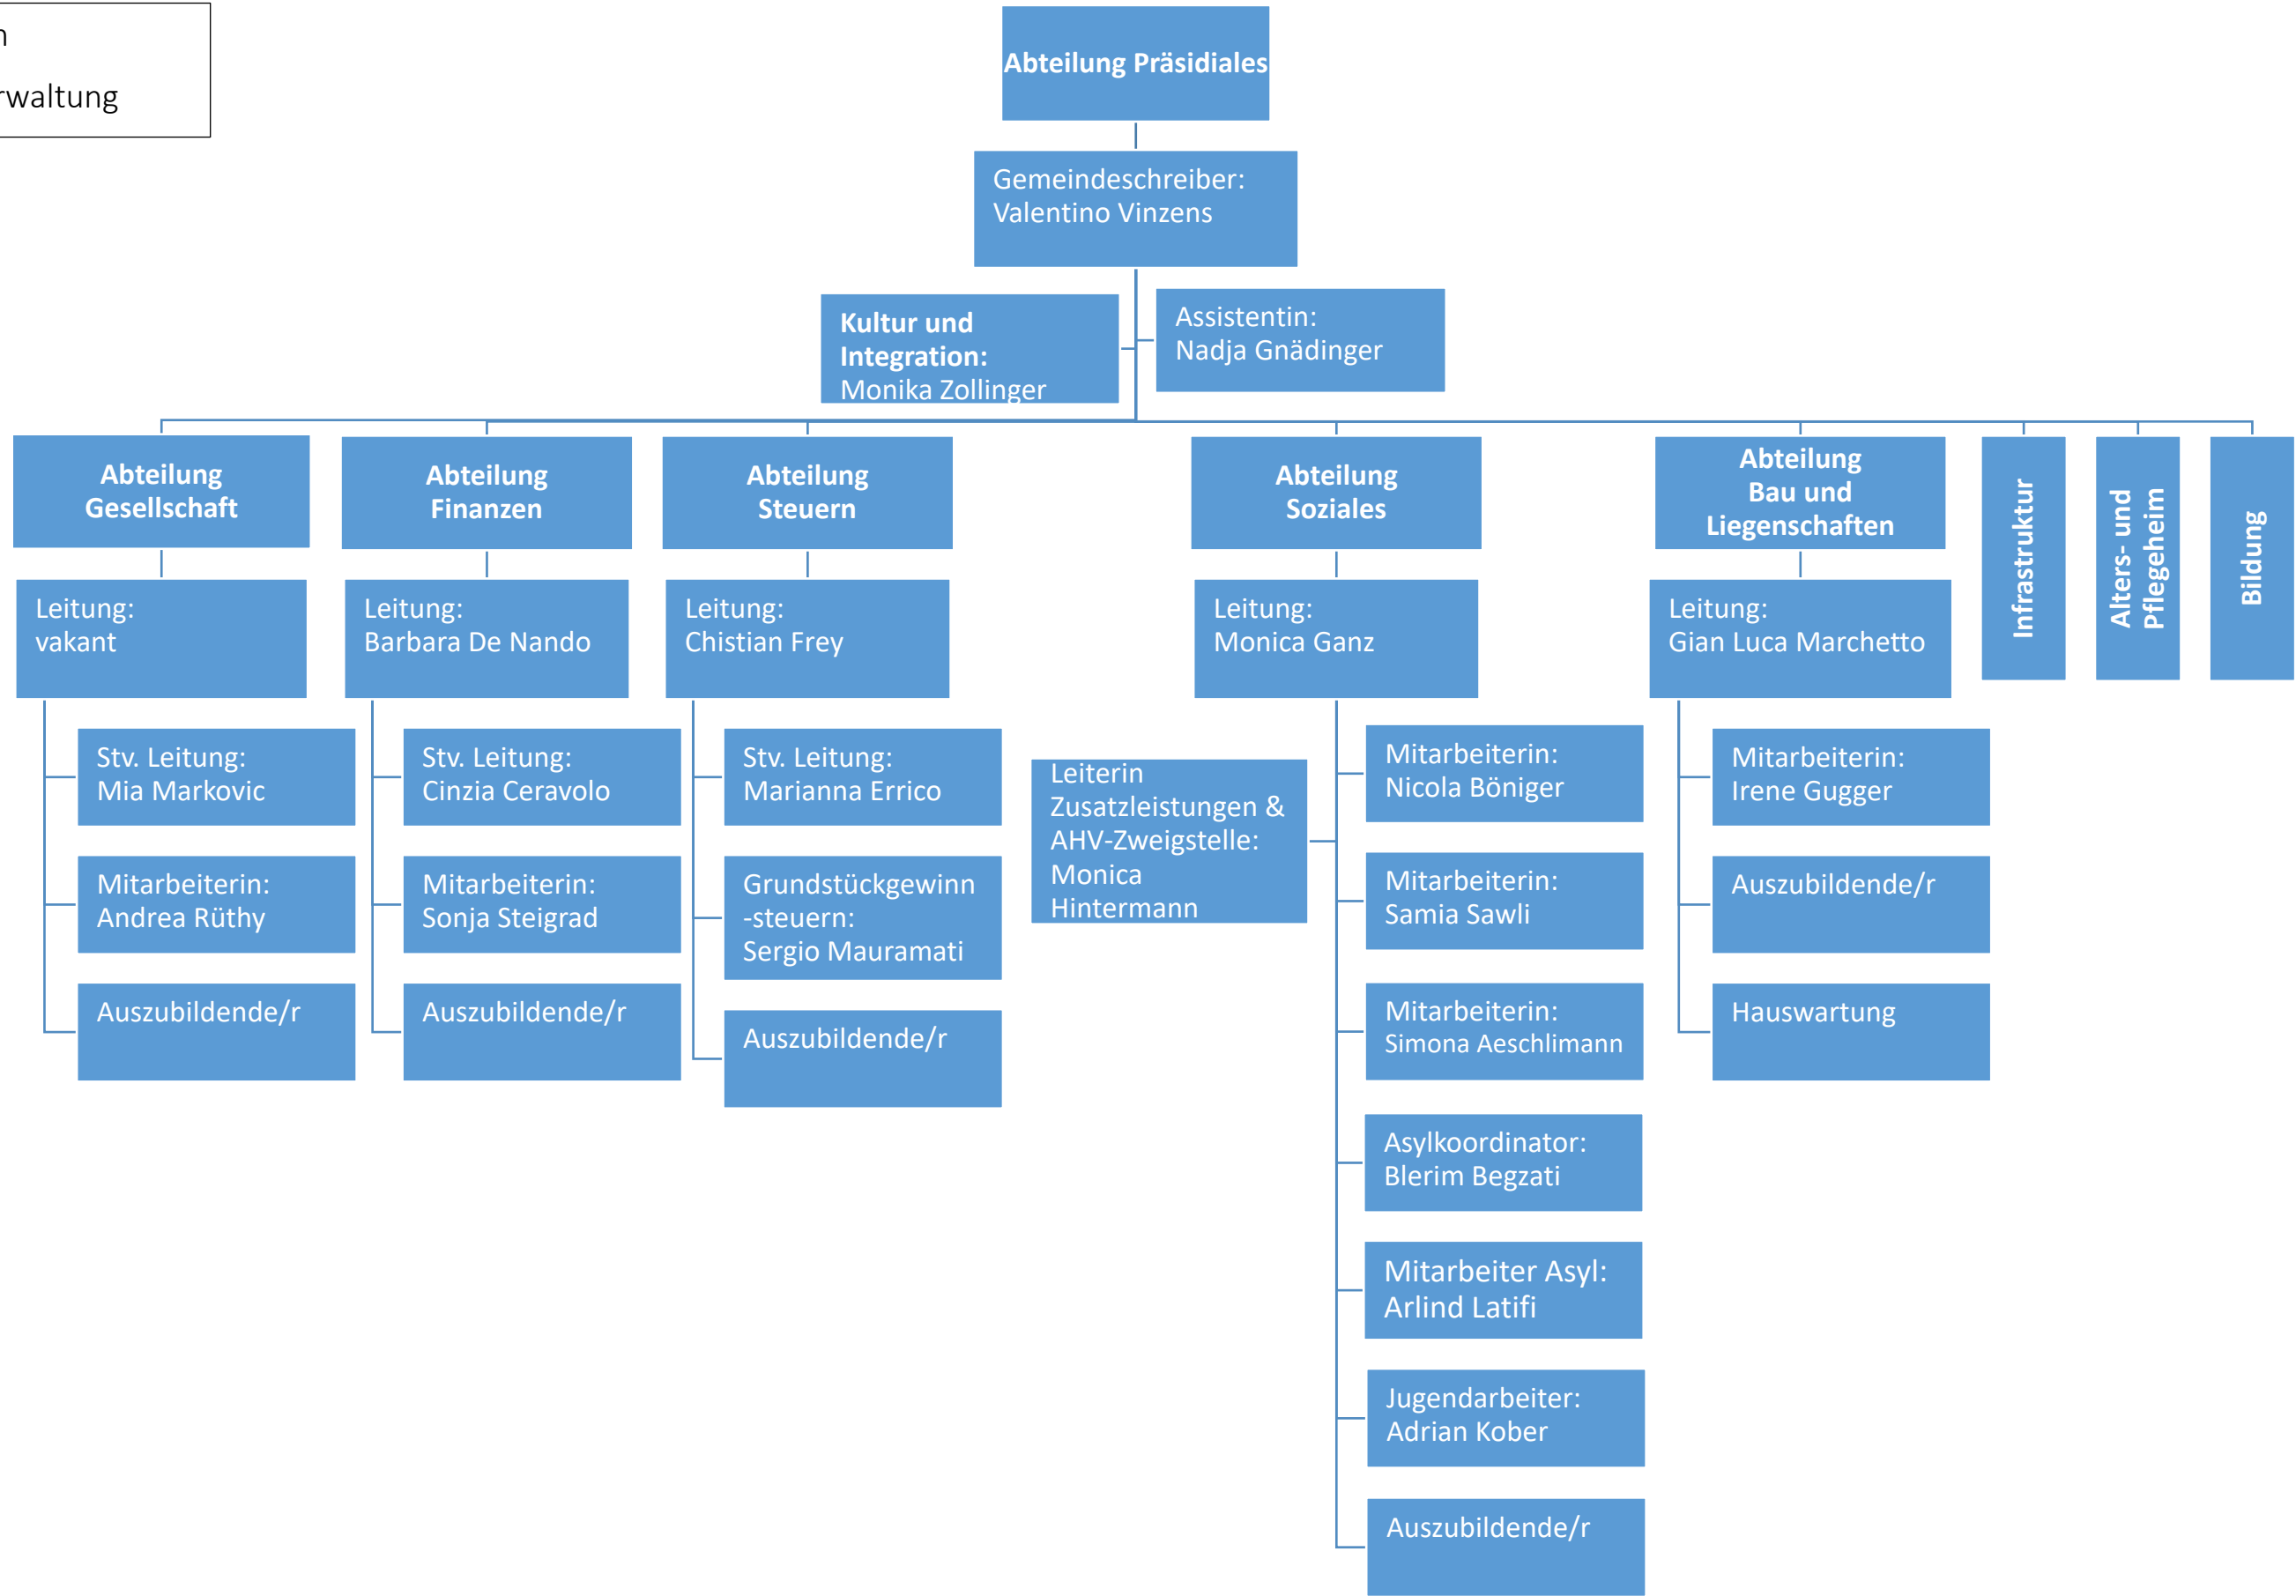 Abteilung Präsidiales
Gemeindeschreiber:
Valentino Vinzens
Kultur und
Integration:
Monika Zollinger
Assistentin:
Nadja Gnädinger
Abteilung
Gesellschaft
Leitung:
vakant
Stv. Leitung:
Mia Markovic
Mitarbeiterin:
Andrea Rüthy
Auszubildende/r
Abteilung
Finanzen
Leitung:
Barbara De Nando
Stv. Leitung:
Cinzia Ceravolo
Mitarbeiterin:
Sonja Steigrad
Auszubildende/r
Abteilung
Steuern
Leitung:
Chistian Frey
Stv. Leitung:
Marianna Errico
Grundstückgewinn
-steuern:
Sergio Mauramati
Auszubildende/r
Abteilung
Soziales
Leitung:
Monica Ganz
Leiterin
Zusatzleistungen &
AHV-Zweigstelle:
Monica
Hintermann
Mitarbeiterin:
Nicola Böniger
Mitarbeiterin:
Samia Sawli
Mitarbeiterin:
Simona Aeschlimann
Asylkoordinator:
Blerim Begzati
Mitarbeiter Asyl:
Arlind Latifi
Jugendarbeiter:
Adrian Kober
Auszubildende/r
Abteilung
Bau und
Liegenschaften
Leitung:
Gian Luca Marchetto
Mitarbeiterin:
Irene Gugger
Auszubildende/r
Hauswartung
Infrastruktur
Alters- und
Pflegeheim
Bildung